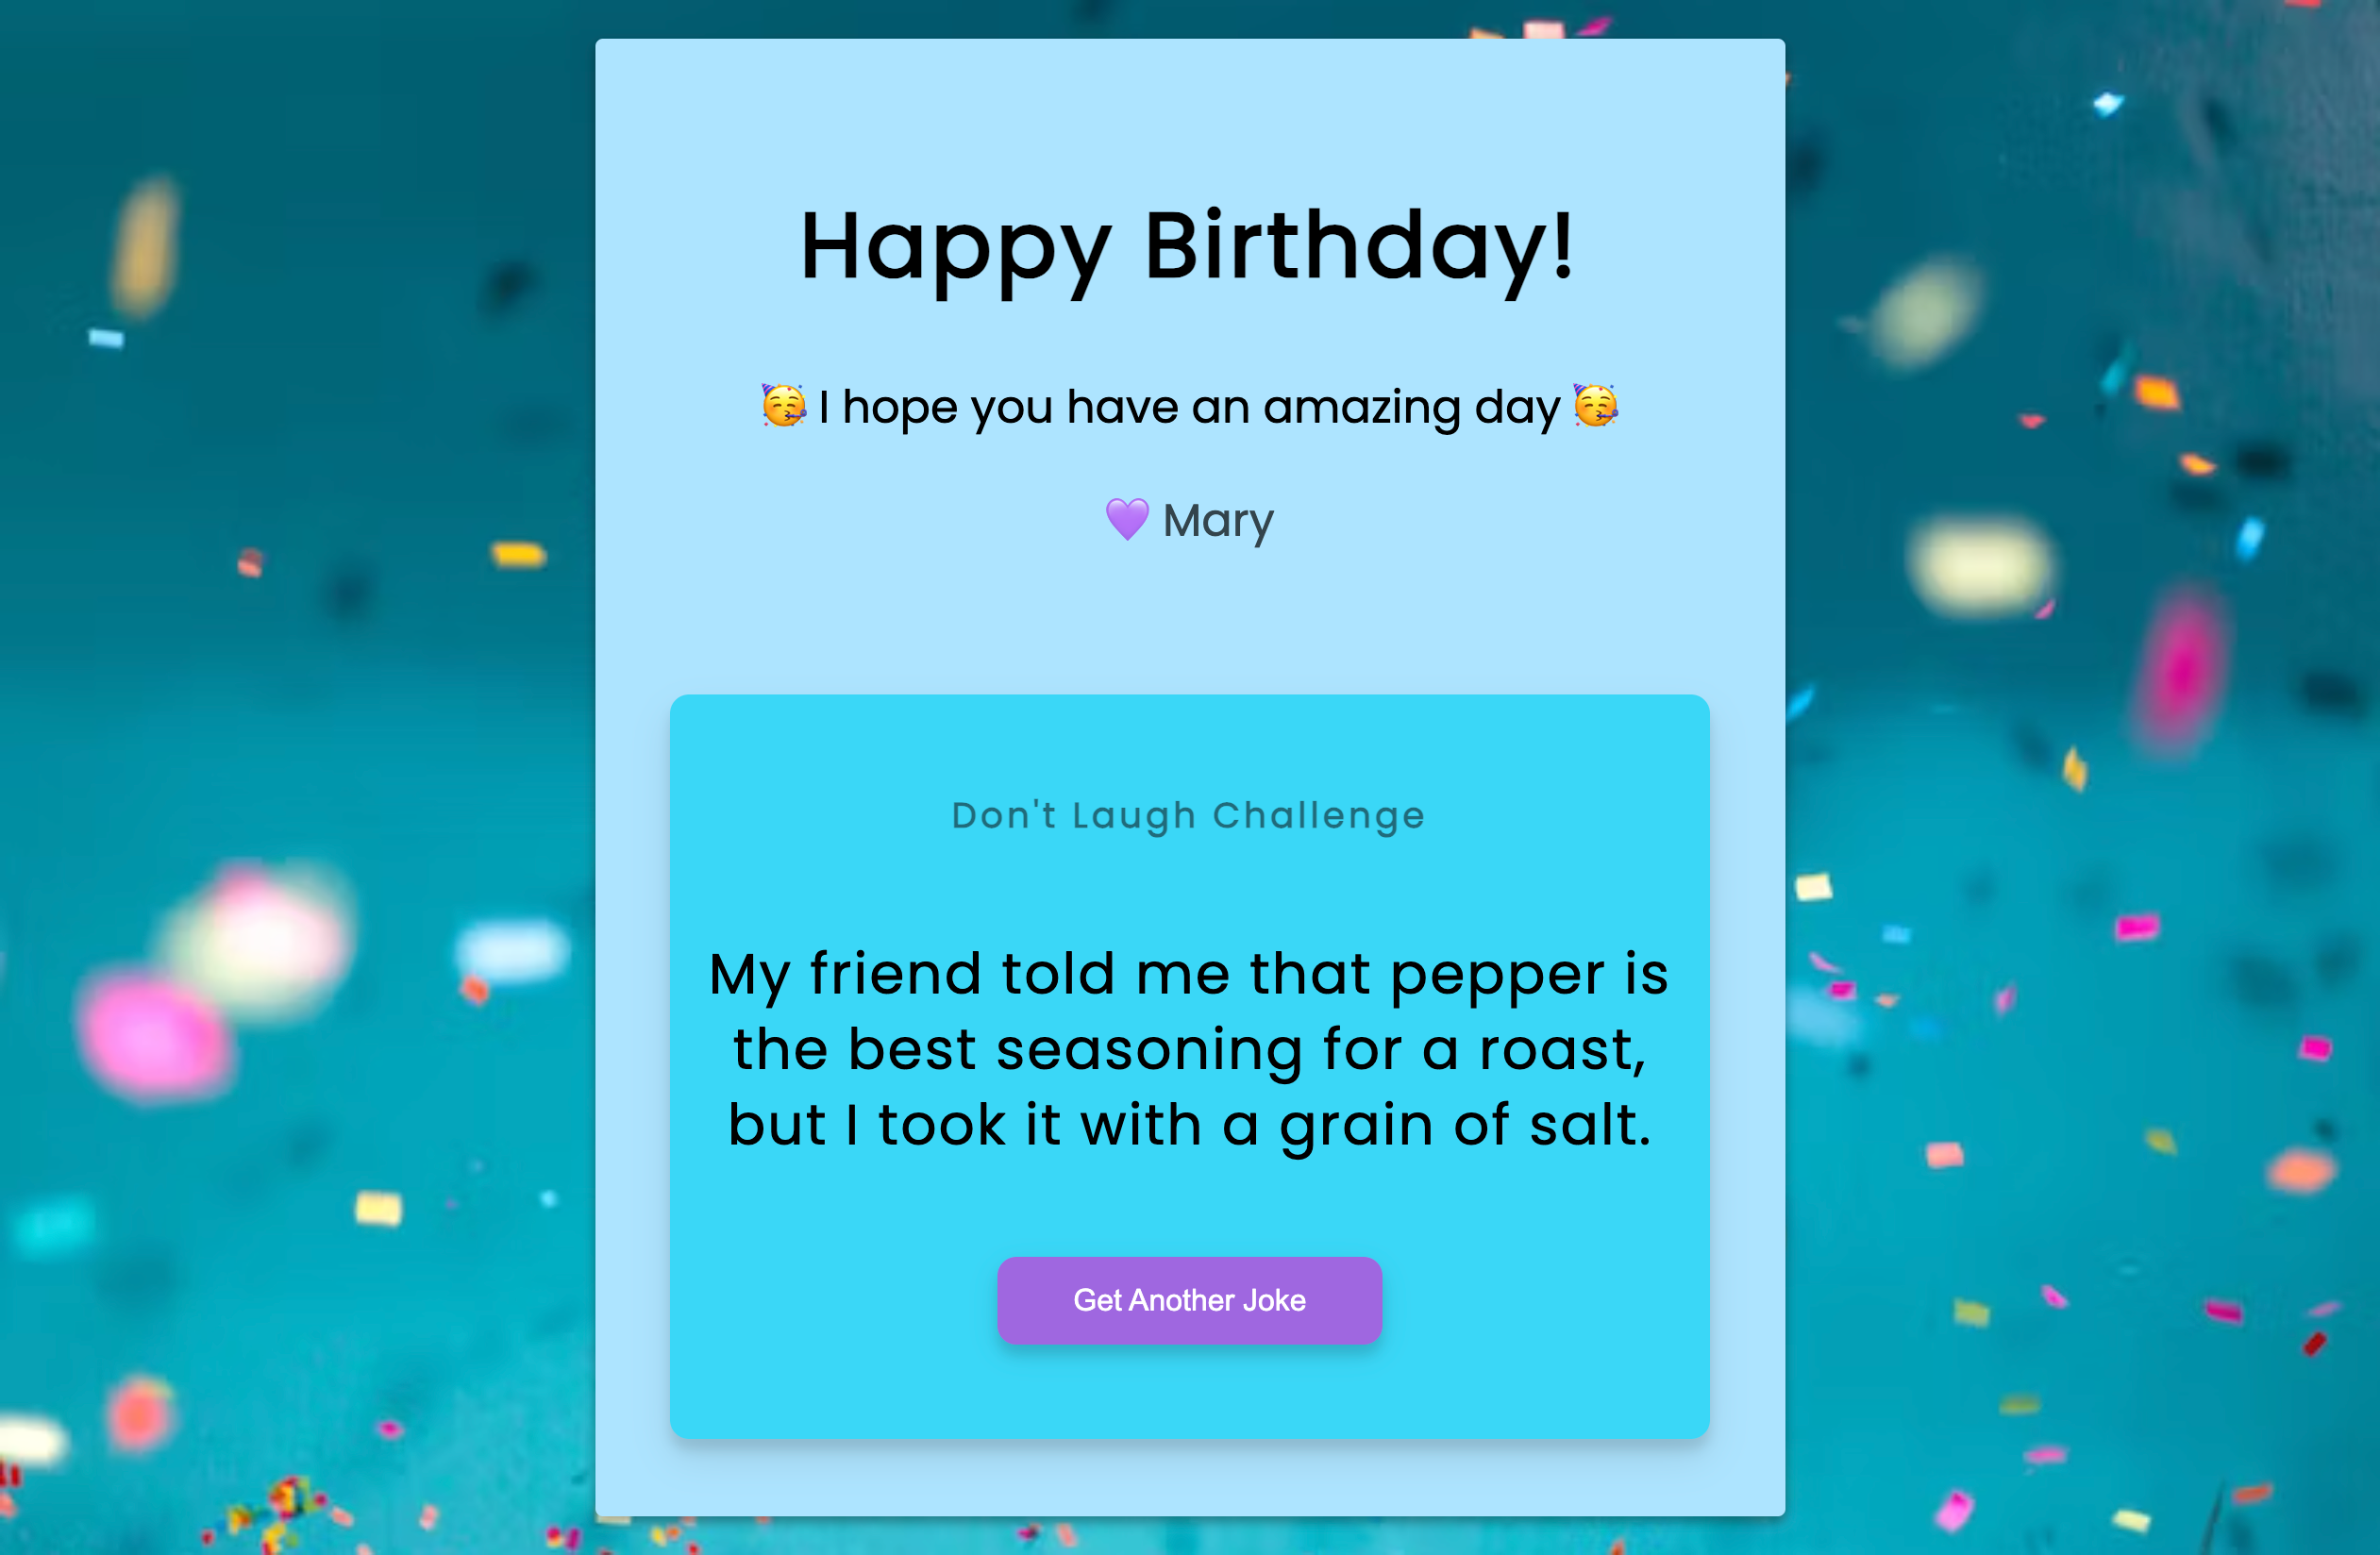 Happy Birthday!
🥳 I hope you have an amazing day 🥳
💜 Mary
Don't Laugh Challenge
My friend told me that pepper is
the best seasoning for a roast,
but I took it with a grain of salt.
Get Another Joke